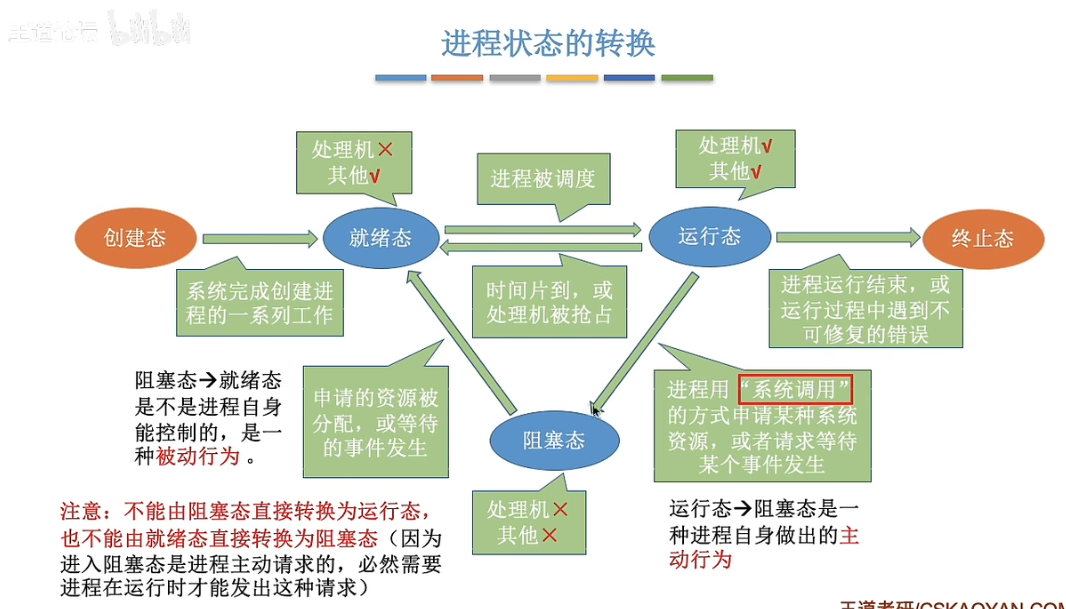 王道论坛 bilibili
进程状态的转换
处理机×
其他√
进程被调度
处理机√
其他√
创建态
就绪态
运行态
终止态
系统完成创建进
程的一系列工作
时间片到，或
处理机被抢占
进程运行结束，或
运行过程中遇到不
可修复的错误
阻塞态→就绪态
是不是进程自身
能控制的，是一
种被动行为 。
申请的资源被
分配，或等待
的事件发生
进程用 “系统调用”
的方式申请某种系统
资源，或者请求等待
某个事件发生
阻塞态
处理机×
其他×
运行态→阻塞态是一
种进程自身做出的主
动行为
注意：不能由阻塞态直接转换为运行态，
也不能由就绪态直接转换为阻塞态（因为
进入阻塞态是进程主动请求的，必然需要
进程在运行时才能发出这种请求）
王道考研/CSKAOYAN.COM